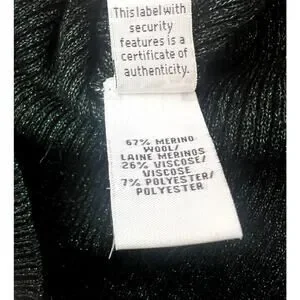 This label with
security
features is a
certificate of
authenticity.
67% MERINO
WOOL/
LAINE MERINOS
26% VISCOSE/
VISCOSE
7% POLYESTER/
POLYESTER